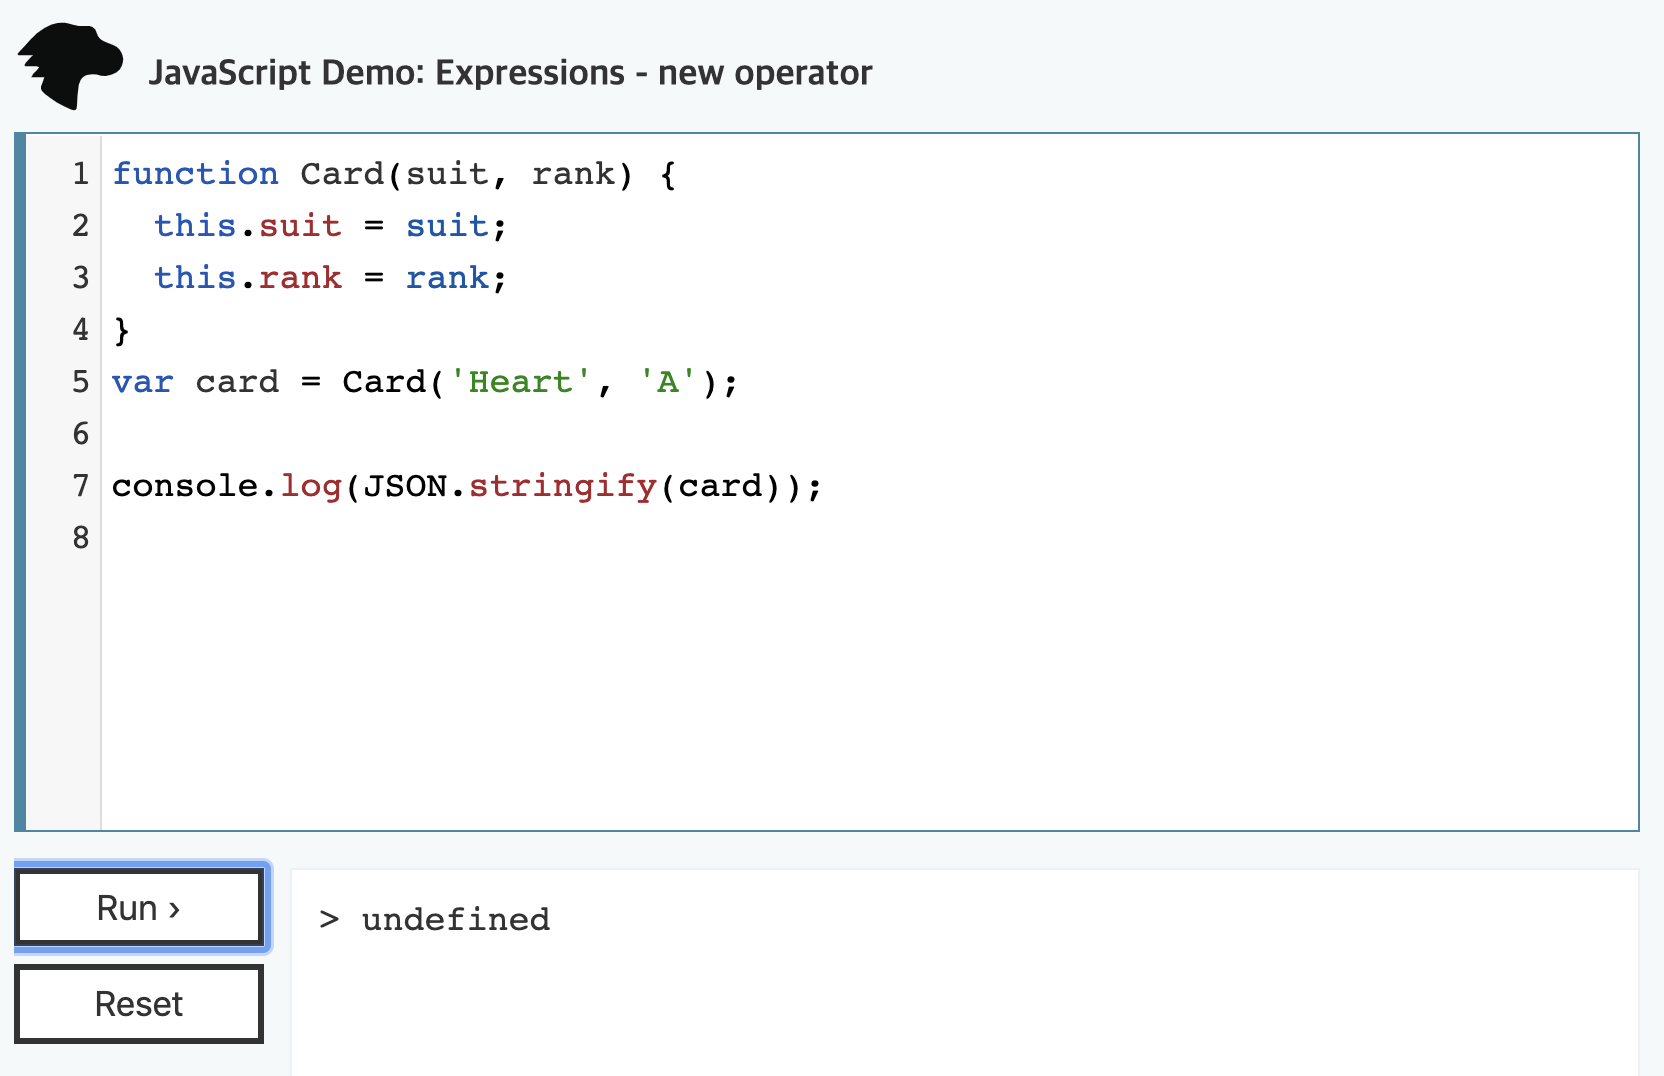 JavaScript Demo: Expressions - new operator
1 function Card(suit, rank) {
2   this.suit = suit;
3   this.rank = rank;
4 }
5 var card = Card('Heart', 'A');
6
7 console.log(JSON.stringify(card));
8
Run ›
> undefined
Reset